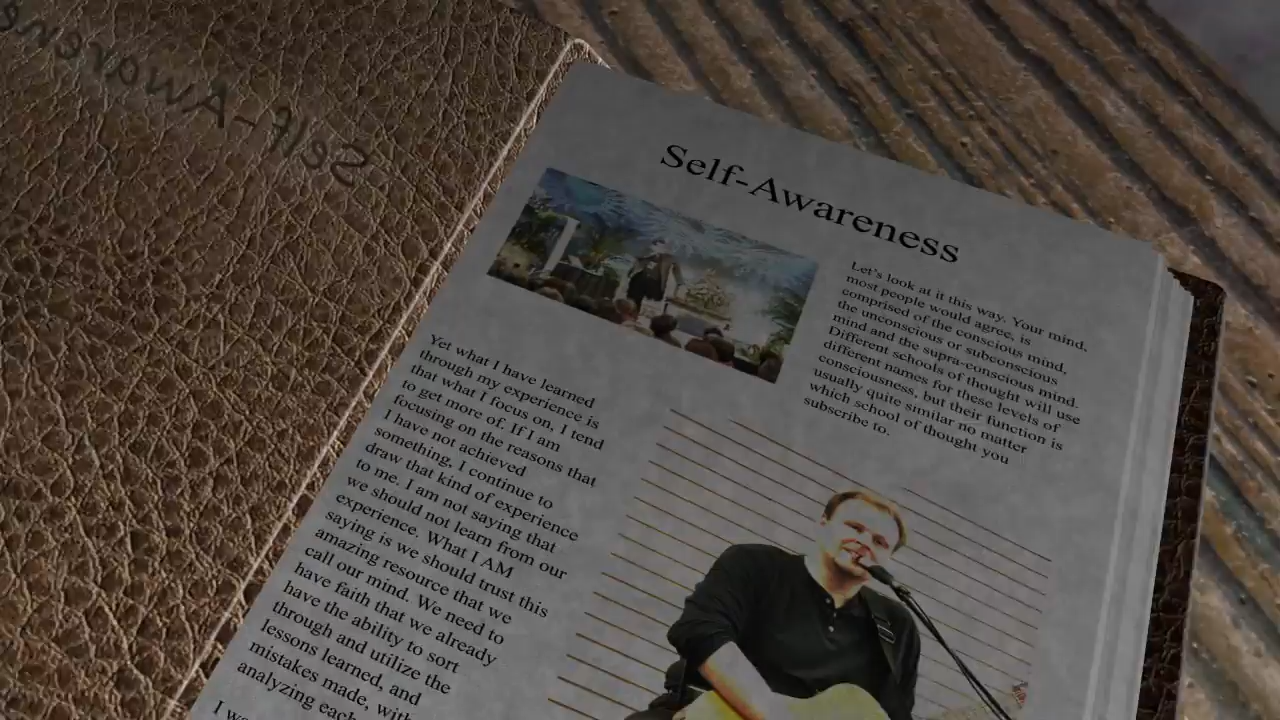 Self-Awarene
Self-Awareness
Let's look at it this way. Your mind,
most people would agree, is
comprised of the conscious mind,
the unconscious or subconscious
mind and the supra-conscious mind.
Different schools of thought will use
different names for these levels of
consciousness, but their function is
usually quite similar no matter
which school of thought you
subscribe to.
Yet what I have learned
through my experience is
that what I focus on, I tend
to get more of. If I am
focusing on the reasons that
I have not achieved
something, I continue to
draw that kind of experience
to me. I am not saying that
we should not learn from our
experience. What I AM
saying is we should trust this
amazing resource that we
call our mind. We need to
have faith that we already
have the ability to sort
through and utilize the
lessons learned, and
mistakes made, with
analyzing each
I w